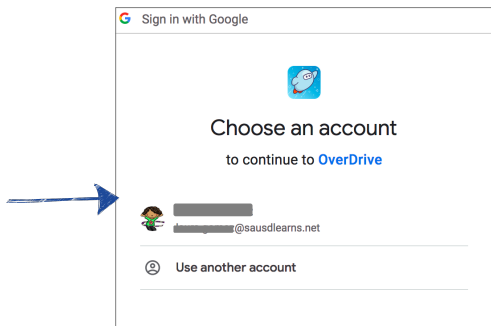 Sign in with Google
Choose an account
to continue to OverDrive
@sausdlearns.net
Use another account